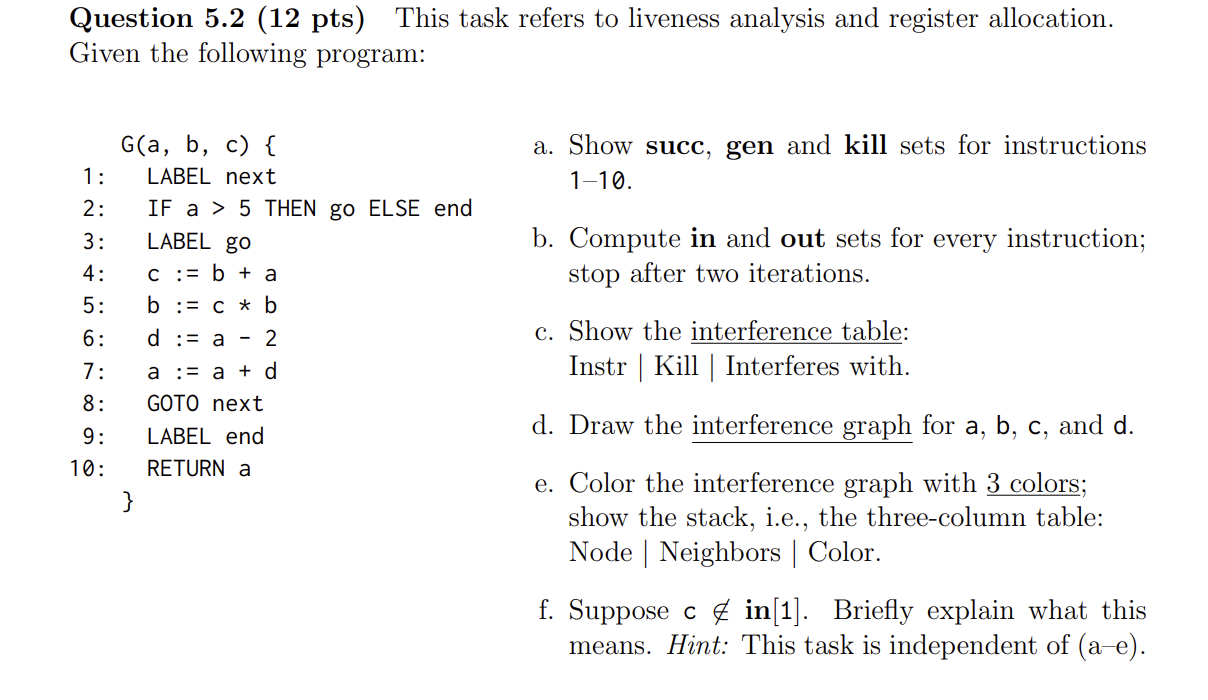 Question 5.2 (12 pts) This task refers to liveness analysis and register allocation.
Given the following program:
G(a, b, c) {
1: LABEL next
2: IF a > 5 THEN go ELSE end
3: LABEL go
4: c := b + a
5: b := c * b
6: d := a - 2
7: a := a + d
8: GOTO next
9: LABEL end
10: RETURN a
}
a. Show succ, gen and kill sets for instructions
1–10.
b. Compute in and out sets for every instruction;
stop after two iterations.
c. Show the interference table:
Instr | Kill | Interferes with.
d. Draw the interference graph for a, b, c, and d.
e. Color the interference graph with 3 colors;
show the stack, i.e., the three-column table:
Node | Neighbors | Color.
f. Suppose c ∉ in[1]. Briefly explain what this
means. Hint: This task is independent of (a–e).